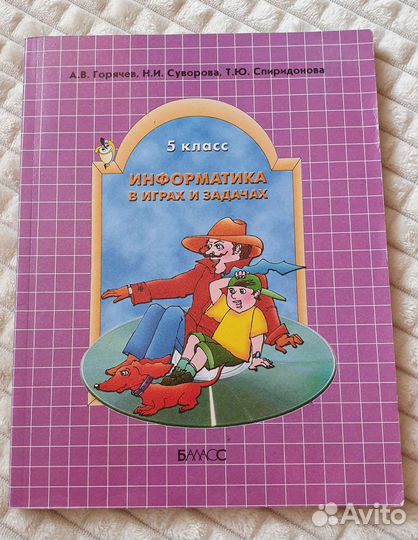 А.В. Горячев, Н.И. Суворова, Т.Ю. Спиридонова
5 класс
ИНФОРМАТИКА
В ИГРАХ И ЗАДАЧАХ
БАЛАСС
Avito